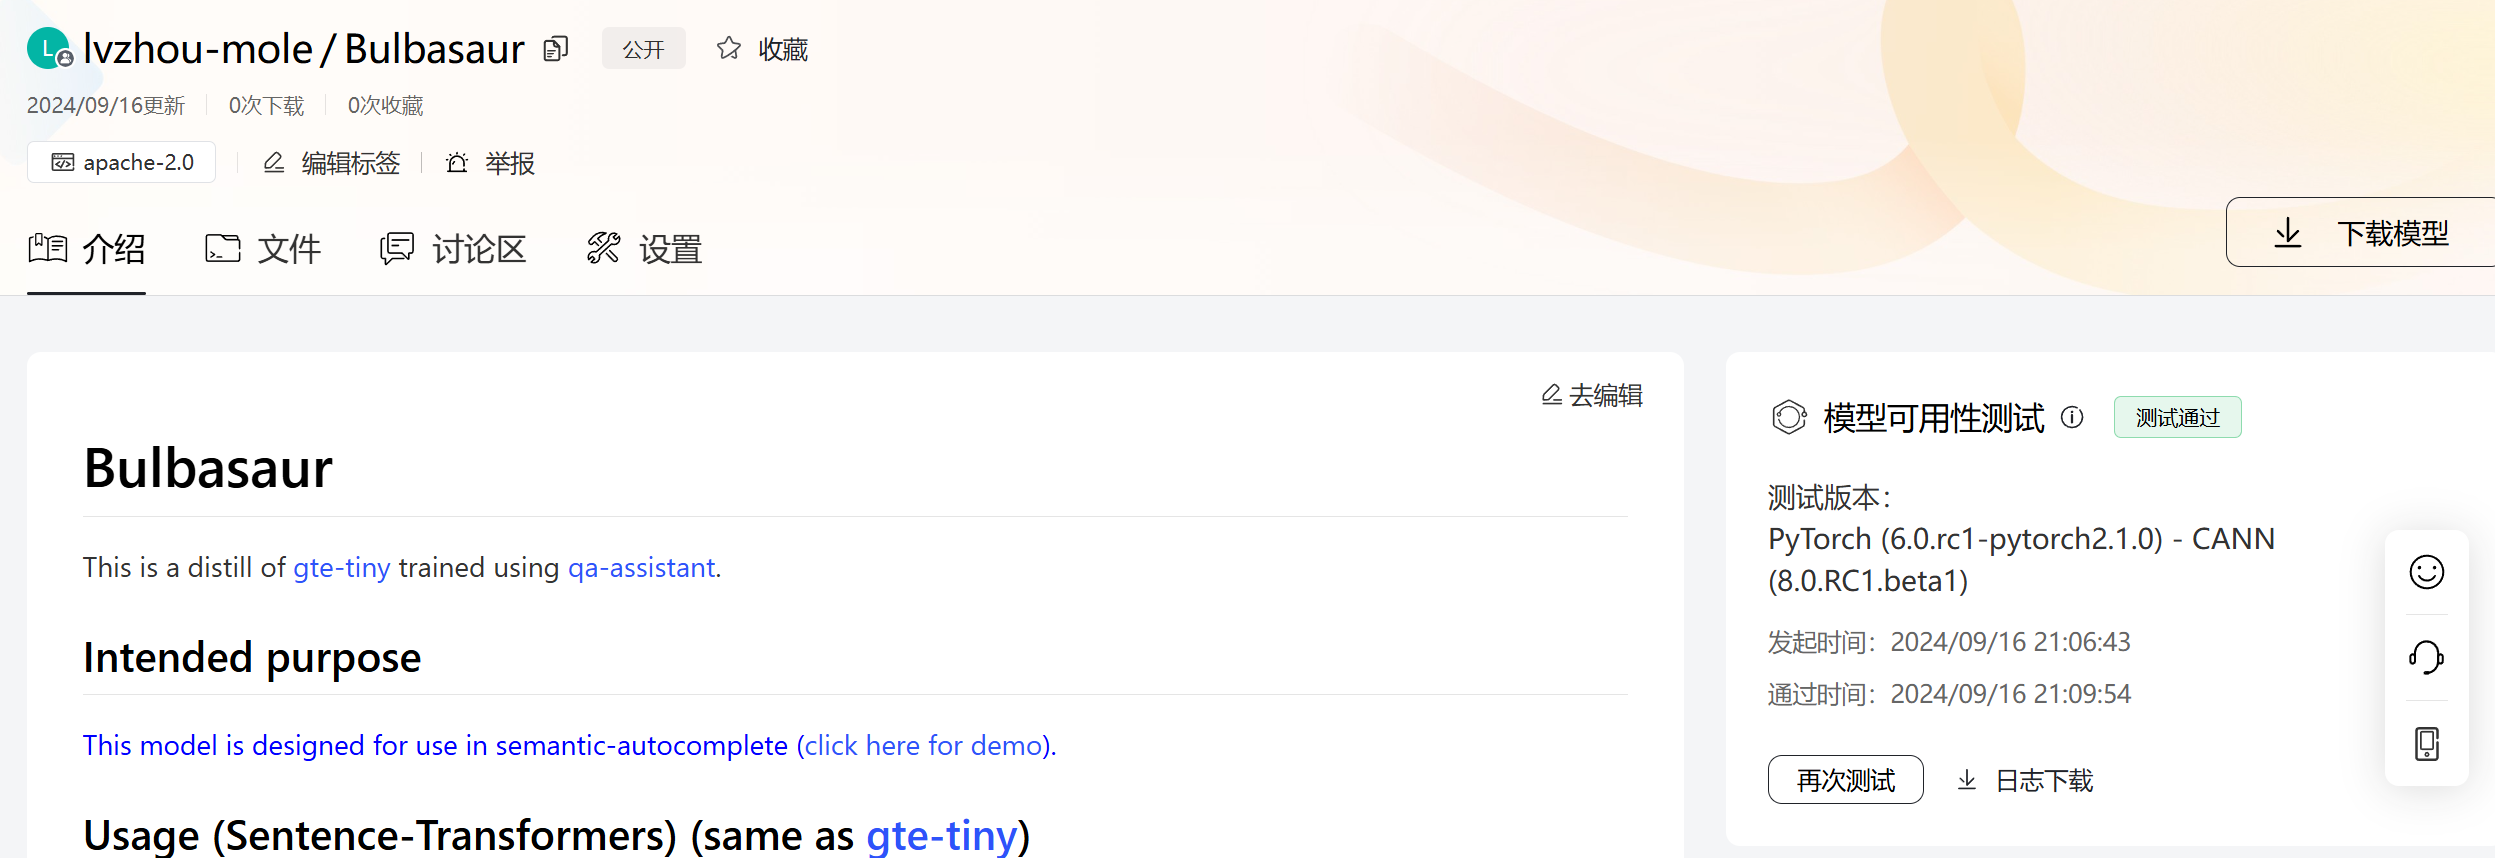 L lvzhou-mole / Bulbasaur 公开 收藏
2024/09/16更新 0次下载 0次收藏
apache-2.0 编辑标签 举报
介绍 文件 讨论区 设置
下载模型
去编辑
Bulbasaur
This is a distill of gte-tiny trained using qa-assistant.
Intended purpose
This model is designed for use in semantic-autocomplete (click here for demo).
Usage (Sentence-Transformers) (same as gte-tiny)
模型可用性测试 测试通过
测试版本：
PyTorch (6.0.rc1-pytorch2.1.0) - CANN
(8.0.RC1.beta1)
发起时间：2024/09/16 21:06:43
通过时间：2024/09/16 21:09:54
再次测试 日志下载